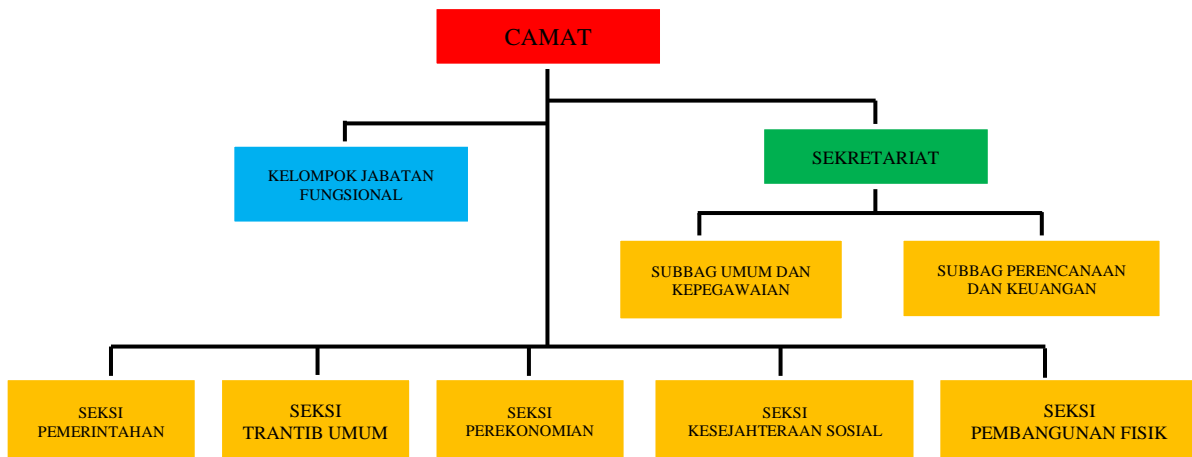 CAMAT
KELOMPOK JABATAN
FUNGSIONAL
SEKRETARIAT
SUBBAG UMUM DAN
KEPEGAWAIAN
SUBBAG PERENCANAAN
DAN KEUANGAN
SEKSI
PEMERINTAHAN
SEKSI
TRANTIB UMUM
SEKSI
PEREKONOMIAN
SEKSI
KESEJAHTERAAN SOSIAL
SEKSI
PEMBANGUNAN FISIK